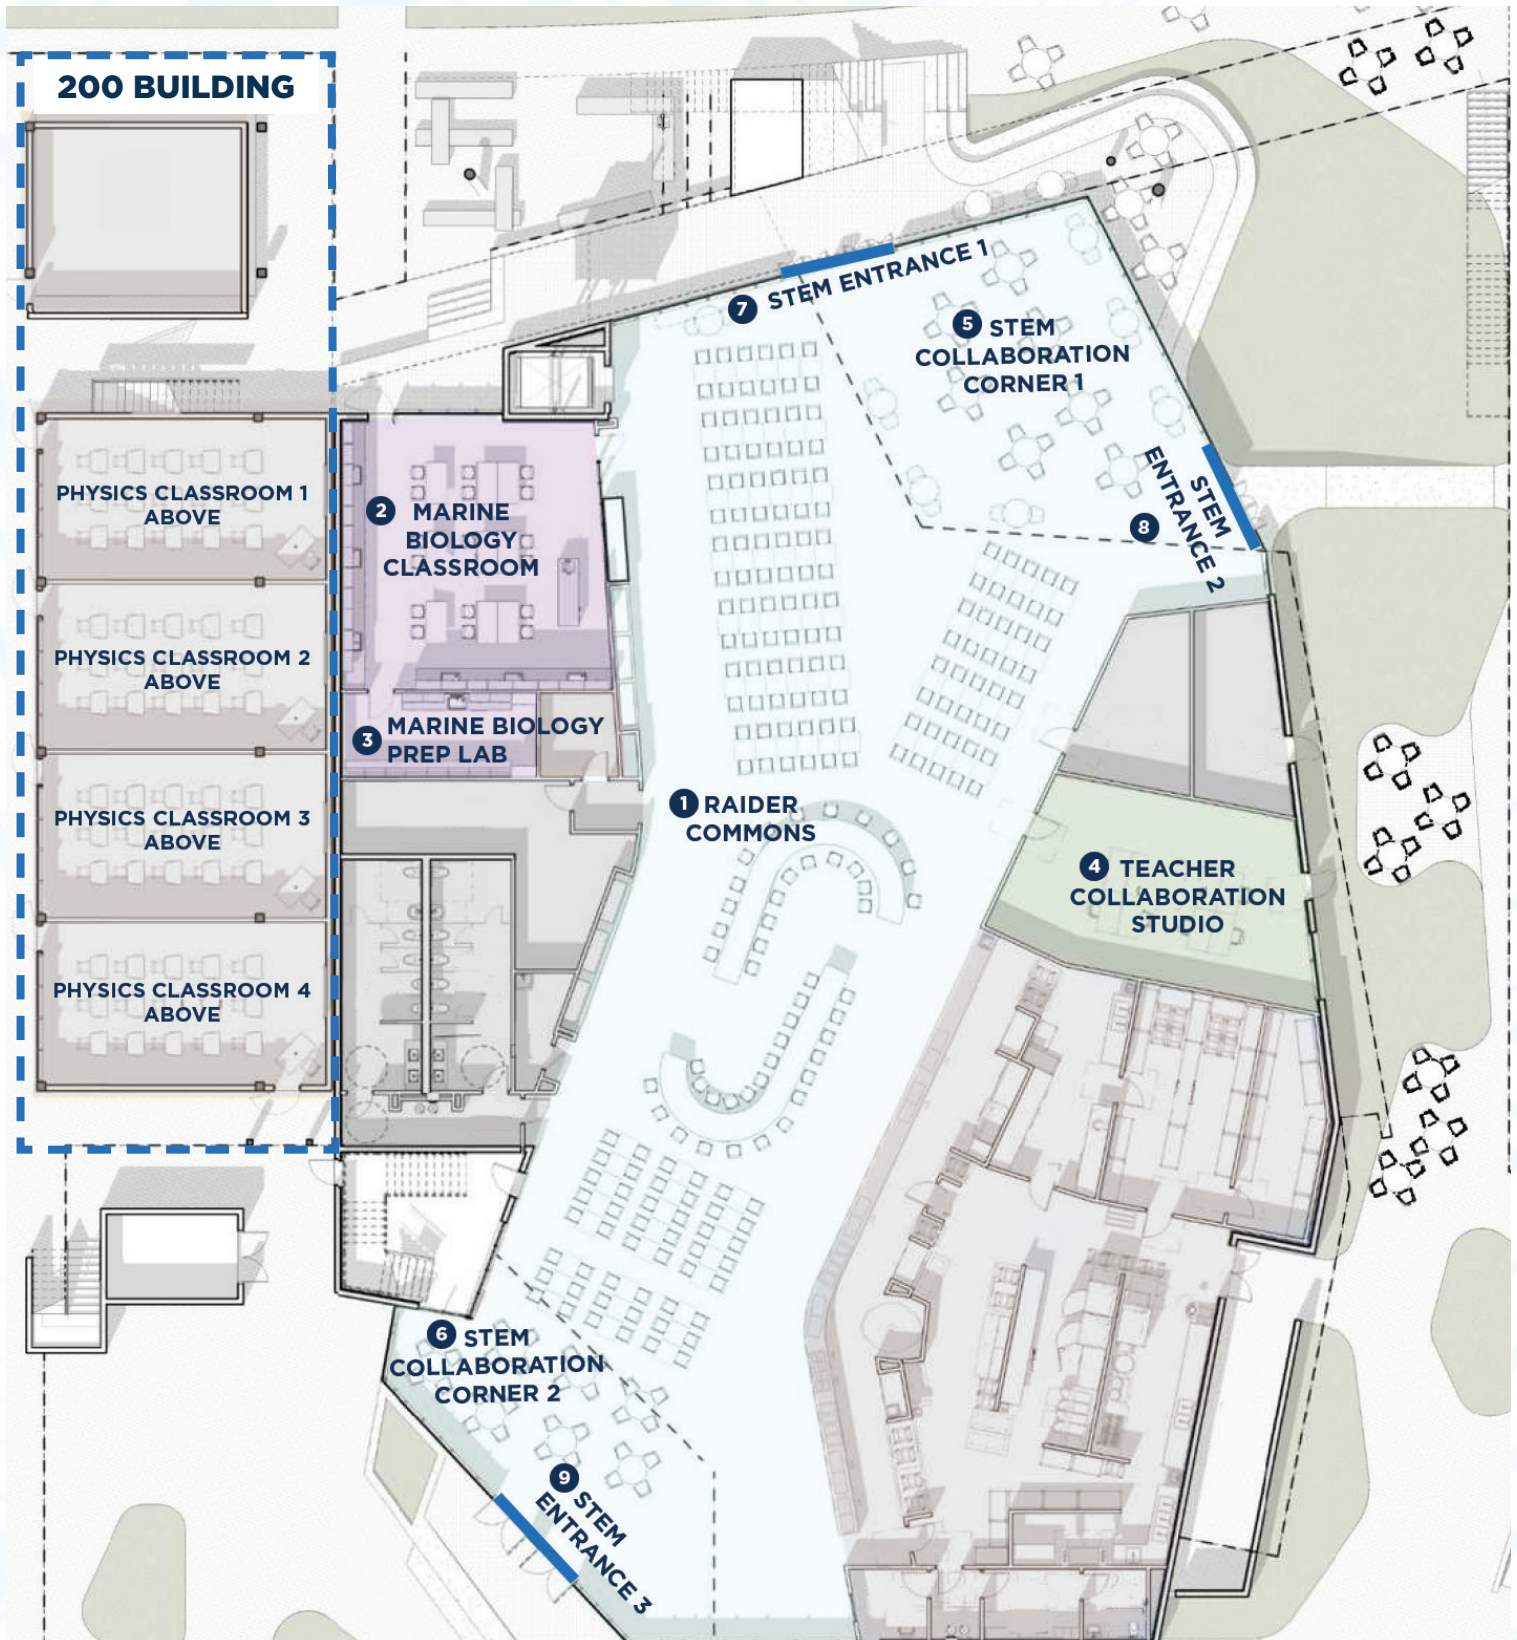 200 BUILDING
7 STEM ENTRANCE 1
5 STEM
COLLABORATION
CORNER 1
PHYSICS CLASSROOM 1
ABOVE
2 MARINE
BIOLOGY
CLASSROOM
8 STEM
ENTRANCE 2
PHYSICS CLASSROOM 2
ABOVE
3 MARINE BIOLOGY
PREP LAB
1 RAIDER
COMMONS
PHYSICS CLASSROOM 3
ABOVE
4 TEACHER
COLLABORATION
STUDIO
PHYSICS CLASSROOM 4
ABOVE
6 STEM
COLLABORATION
CORNER 2
9 STEM
ENTRANCE 3